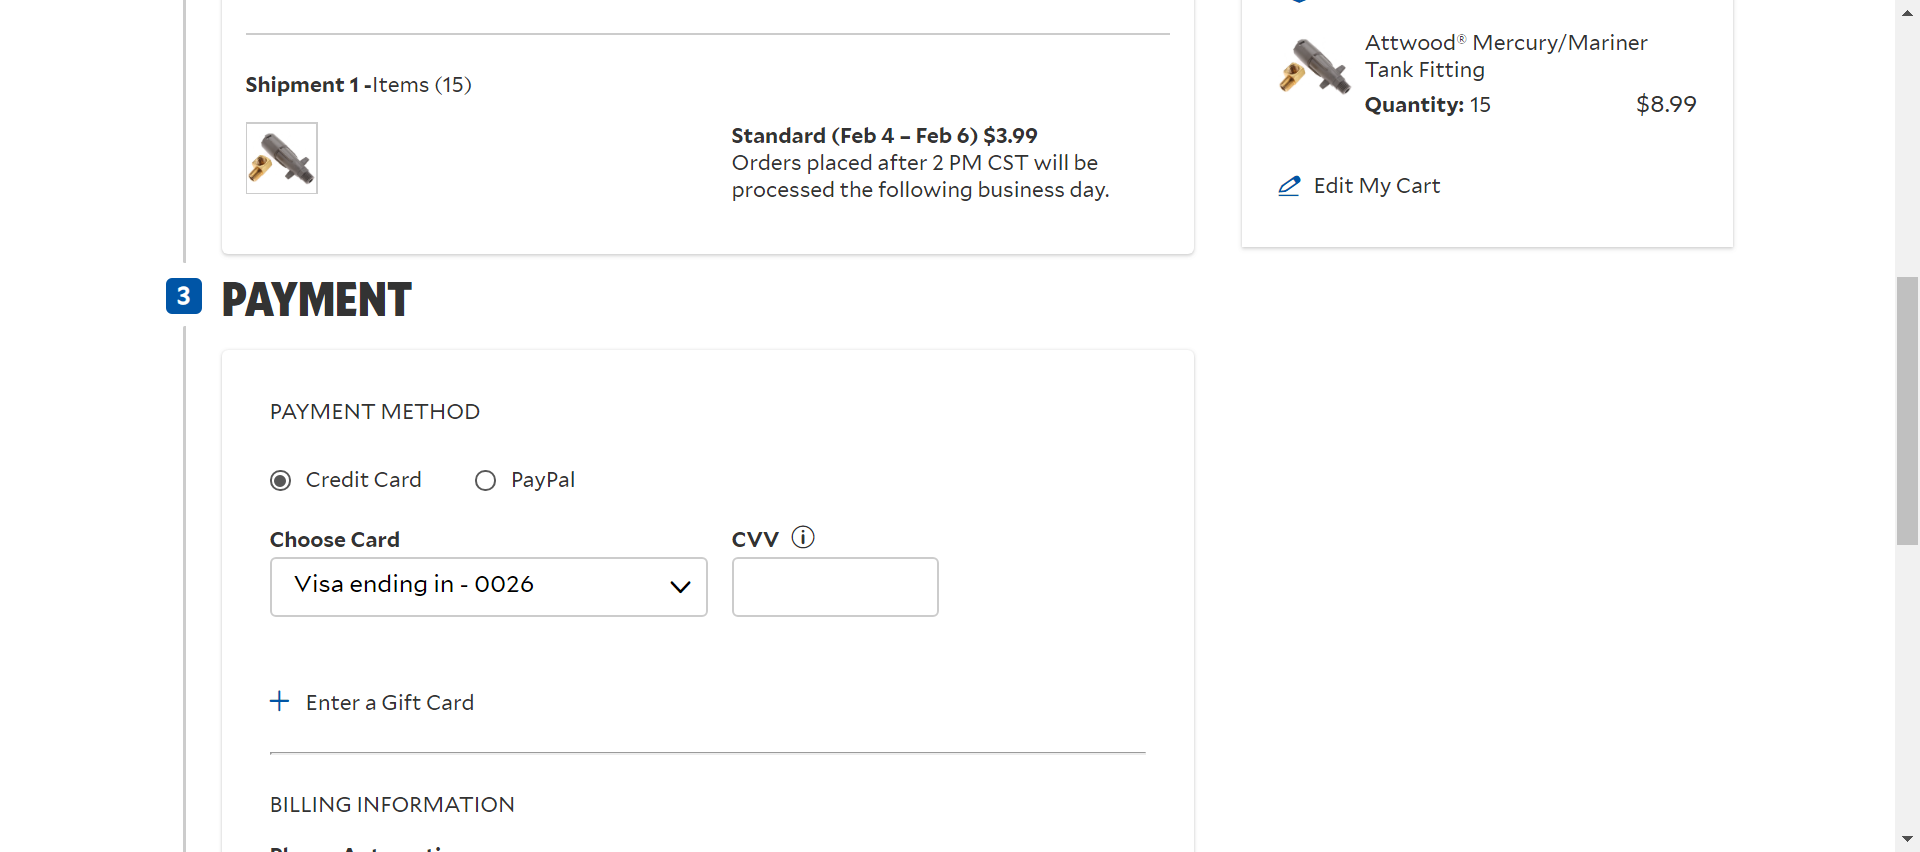 Shipment 1 -Items (15)
Standard (Feb 4 – Feb 6) $3.99
Orders placed after 2 PM CST will be
processed the following business day.
Attwood® Mercury/Mariner
Tank Fitting
Quantity: 15 $8.99
Edit My Cart
3 PAYMENT
PAYMENT METHOD
Credit Card PayPal
Choose Card CVV
Visa ending in - 0026
Enter a Gift Card
BILLING INFORMATION